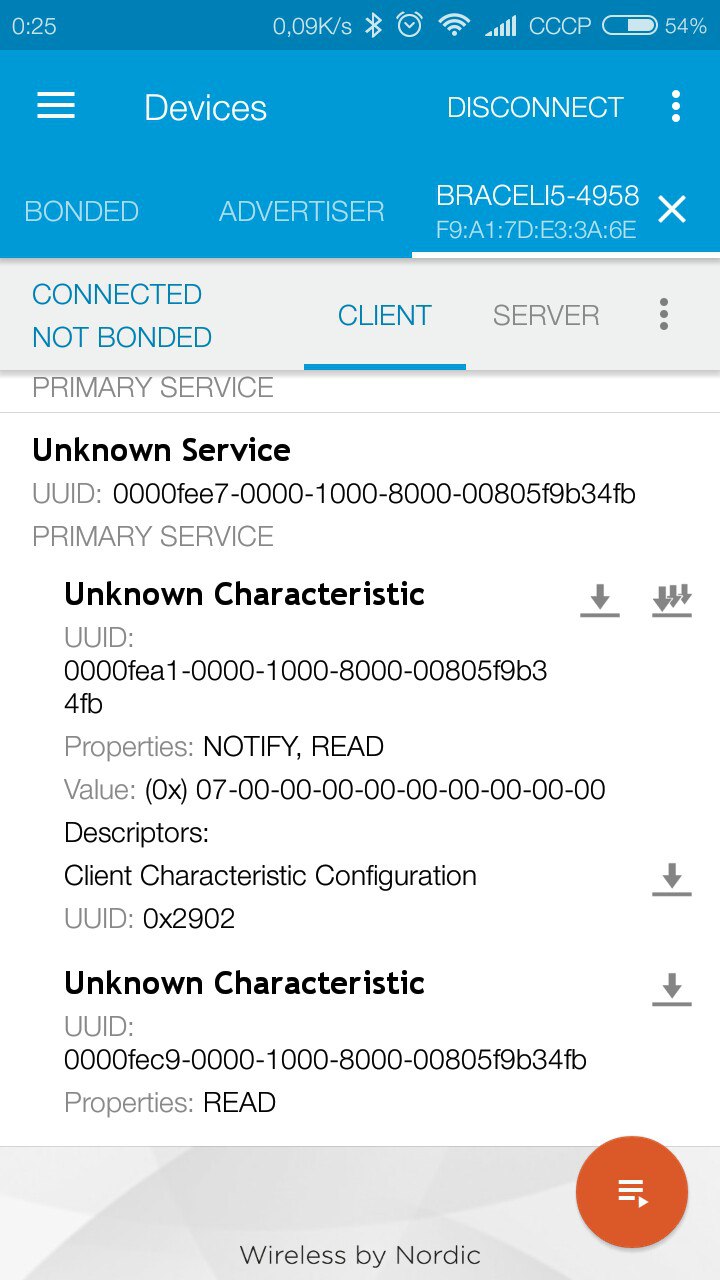 0:25 0,09K/s CCCP 54%
Devices DISCONNECT
BONDED ADVERTISER BRACELI5-4958
F9:A1:7D:E3:3A:6E
CONNECTED
NOT BONDED CLIENT SERVER
PRIMARY SERVICE
Unknown Service
UUID: 0000fee7-0000-1000-8000-00805f9b34fb
PRIMARY SERVICE
Unknown Characteristic
UUID:
0000fea1-0000-1000-8000-00805f9b3
4fb
Properties: NOTIFY, READ
Value: (0x) 07-00-00-00-00-00-00-00-00-00
Descriptors:
Client Characteristic Configuration
UUID: 0x2902
Unknown Characteristic
UUID:
0000fec9-0000-1000-8000-00805f9b34fb
Properties: READ
Wireless by Nordic